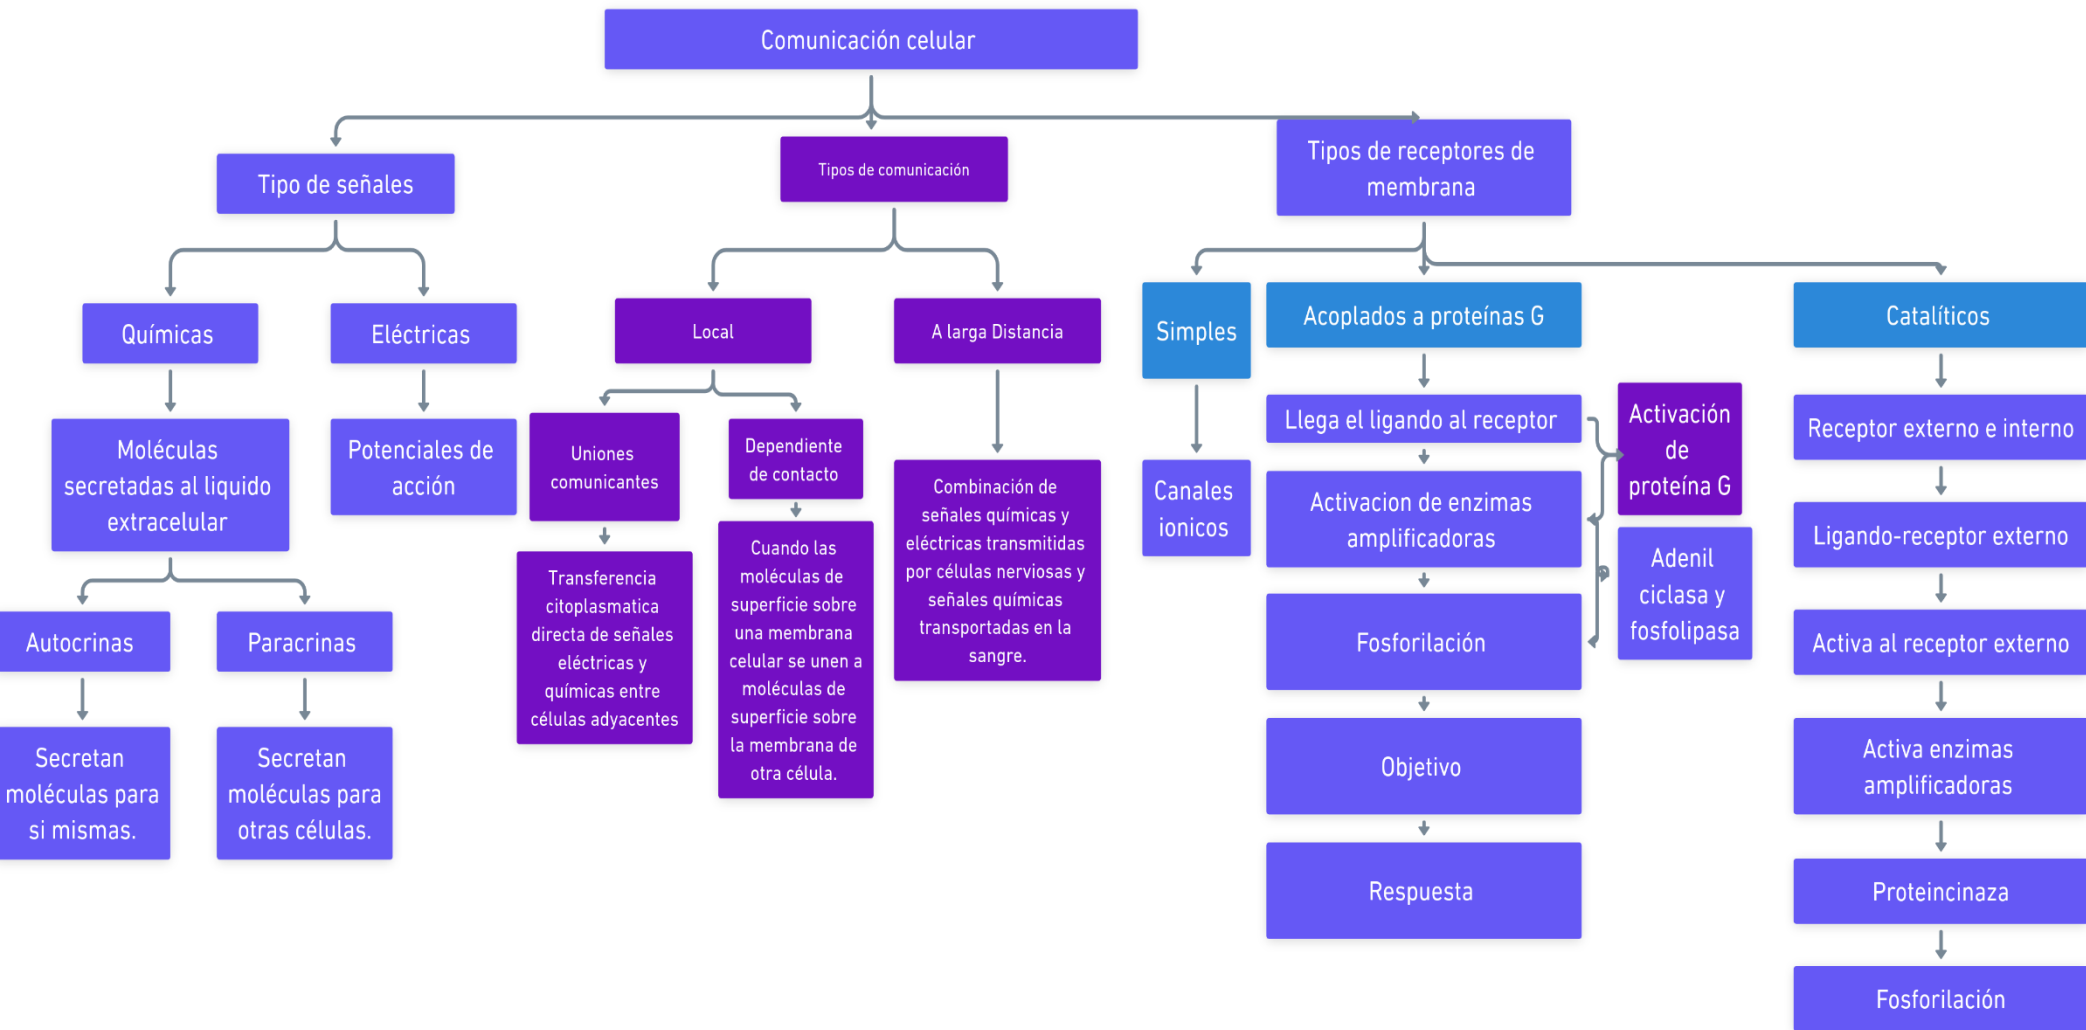 Comunicación celular
Tipo de señales
Tipos de comunicación
Tipos de receptores de
membrana
Químicas
Eléctricas
Local
A larga Distancia
Simples
Acoplados a proteínas G
Catalíticos
Moléculas
secretadas al liquido
extracelular
Potenciales de
acción
Uniones
comunicantes
Dependiente
de contacto
Combinación de
señales químicas y
eléctricas transmitidas
por células nerviosas y
señales químicas
transportadas en la
sangre.
Canales
ionicos
Llega el ligando al receptor
Activación
de
proteína G
Receptor externo e interno
Activacion de enzimas
amplificadoras
Adenil
ciclasa y
fosfolipasa
Ligando-receptor externo
Transferencia
citoplasmatica
directa de señales
eléctricas y
químicas entre
células adyacentes
Cuando las
moléculas de
superficie sobre
una membrana
celular se unen a
moléculas de
superficie sobre
la membrana de
otra célula.
Autocrinas
Paracrinas
Fosforilación
Activa al receptor externo
Secretan
moléculas para
si mismas.
Secretan
moléculas para
otras células.
Objetivo
Activa enzimas
amplificadoras
Respuesta
Proteincinaza
Fosforilación